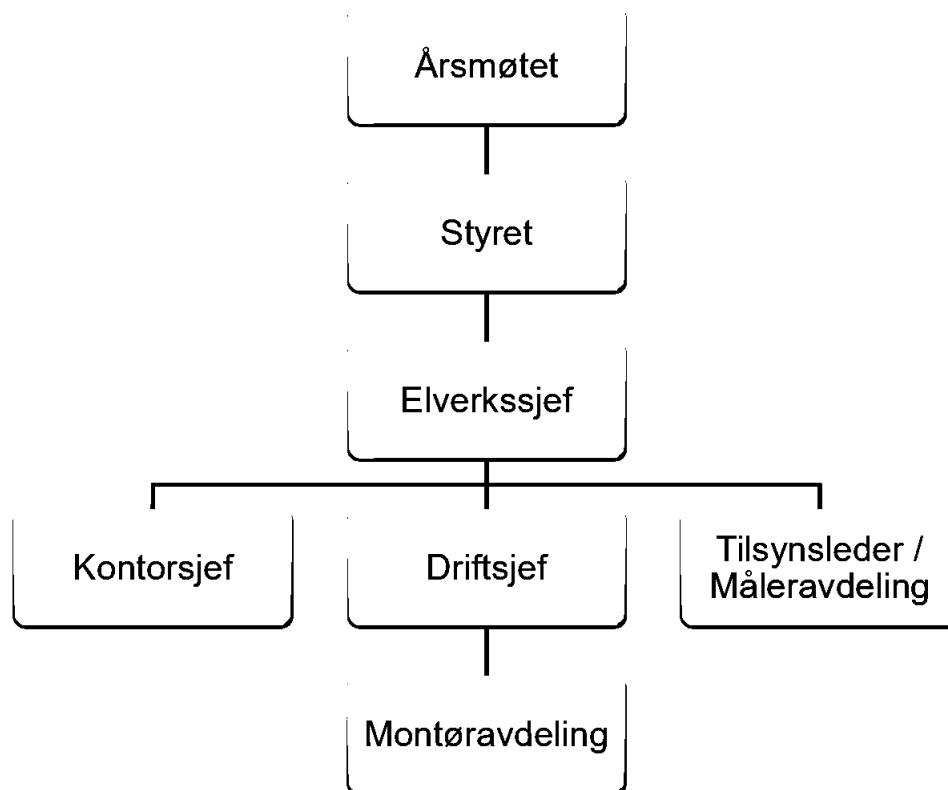 Årsmøtet
Styret
Elverkssjef
Kontorsjef
Driftsjef
Tilsynsleder /
Måleravdeling
Montøravdeling